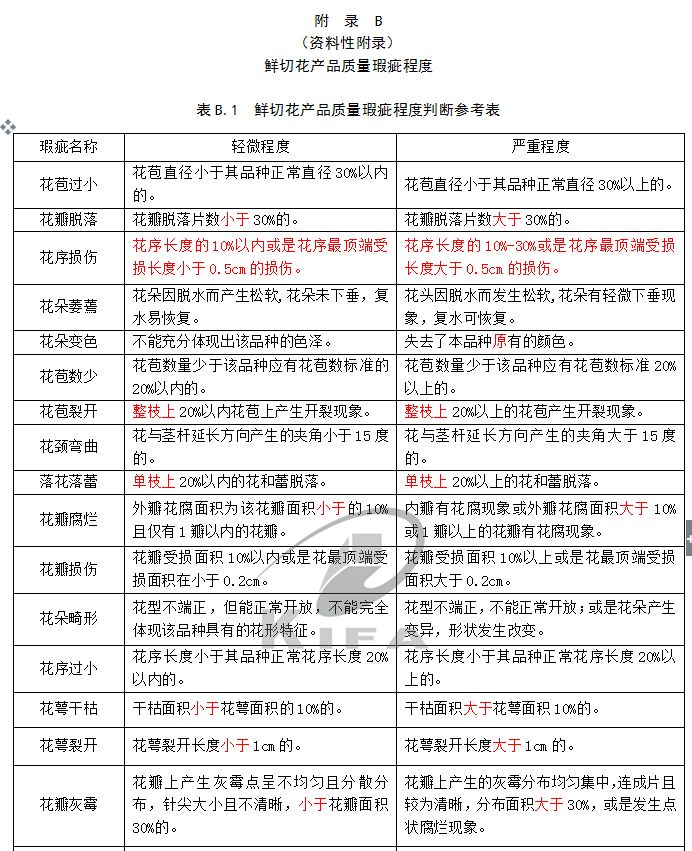 附 录 B
（资料性附录）
鲜切花产品质量瑕疵程度
表 B.1 鲜切花产品质量瑕疵程度判断参考表
瑕疵名称 轻微程度 严重程度
花苞过小 花苞直径小于其品种正常直径 30%以内 花苞直径小于其品种正常直径 30%以上的。
的。
花瓣脱落 花瓣脱落片数小于 30%的。 花瓣脱落片数大于 30%的。
花序损伤 花序长度的 10%以内或是花序最顶端受 花序长度的 10%-30%或是花序最顶端受损
损长度小于 0.5cm 的损伤。 长度大于 0.5cm 的损伤。
花朵萎蔫 花朵因脱水而产生松软,花朵未下垂，复 花头因脱水而发生松软,花朵有轻微下垂现
水易恢复。 象，复水可恢复。
花朵变色 不能充分体现出该品种的色泽。 失去了本品种原有的颜色。
花苞数少 花苞数量少于该品种应有花苞数标准的 花苞数量少于该品种应有花苞数标准 20%
20%以内的。 以上的。
花苞裂开 整枝上 20%以内花苞上产生开裂现象。 整枝上 20%以上的花苞产生开裂现象。
花颈弯曲 花与茎杆延长方向产生的夹角小于 15 度 花与茎杆延长方向产生的夹角大于 15 度
的。 的。
落花落蕾 单枝上 20%以内的花和蕾脱落。 单枝上 20%以上的花和蕾脱落。
花瓣腐烂 外瓣花腐面积为该花瓣面积小于的 10% 内瓣有花腐现象或外瓣花腐面积大于 10%
且仅有 1 瓣以内的花瓣。 或 1 瓣以上的花瓣有花腐现象。
花瓣损伤 花瓣受损面积 10%以内或是花最顶端受 花瓣受损面积 10%以上或是花最顶端受损
损面积在小于 0.2cm。 面积大于 0.2cm。
花朵畸形 花型不端正，但能正常开放，不能完全 花型不端正，不能正常开放；或是花朵产生
体现该品种具有的花形特征。 变异，形状发生改变。
KIFA
花序过小 花序长度小于其品种正常花序长度 20% 花序长度小于其品种正常花序长度 20%以
以内的。 上的。
花萼干枯 干枯面积小于花萼面积的 10%的。 干枯面积大于花萼面积 10%的。
花萼裂开 花萼裂开长度小于 1cm 的。 花萼裂开长度大于 1cm 的。
花瓣灰霉 花瓣上产生灰霉点呈不均匀且分散分 花瓣上产生的灰霉分布均匀集中，连成片且
布，针尖大小且不清晰，小于花瓣面积 较为清晰，分布面积大于 30%，或是发生点
30%的。 状腐烂现象。